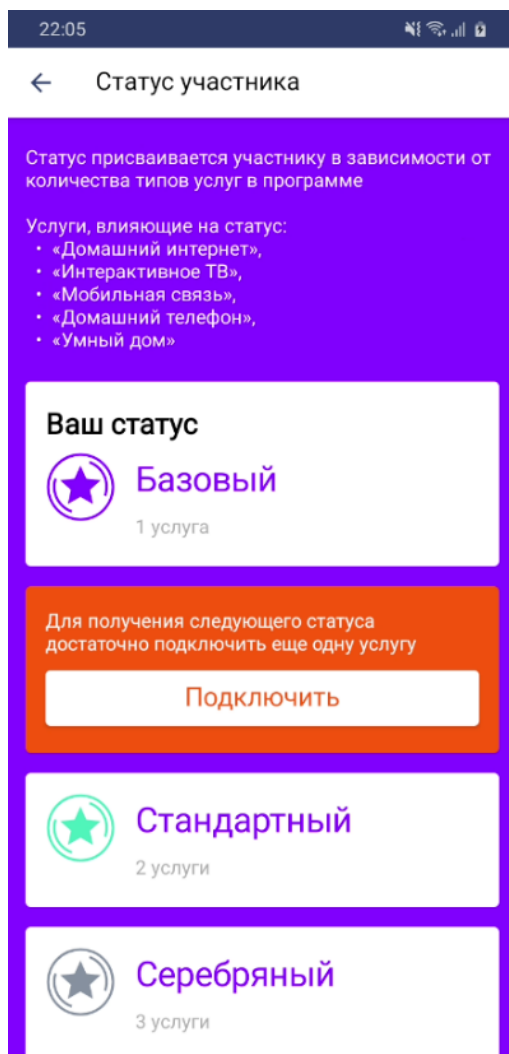 22:05
Статус участника
Статус присваивается участнику в зависимости от
количества типов услуг в программе
Услуги, влияющие на статус:
• «Домашний интернет»,
• «Интерактивное ТВ»,
• «Мобильная связь»,
• «Домашний телефон»,
• «Умный дом»
Ваш статус
Базовый
1 услуга
Для получения следующего статуса
достаточно подключить еще одну услугу
Подключить
Стандартный
2 услуги
Серебряный
3 услуги